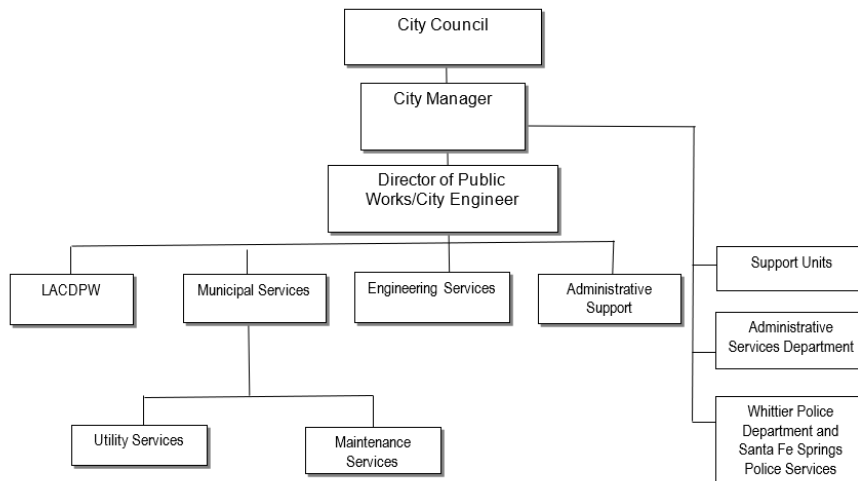 City Council
City Manager
Director of Public
Works/City Engineer
LACDPW
Municipal Services
Engineering Services
Administrative
Support
Support Units
Administrative
Services Department
Utility Services
Maintenance
Services
Whittier Police
Department and
Santa Fe Springs
Police Services